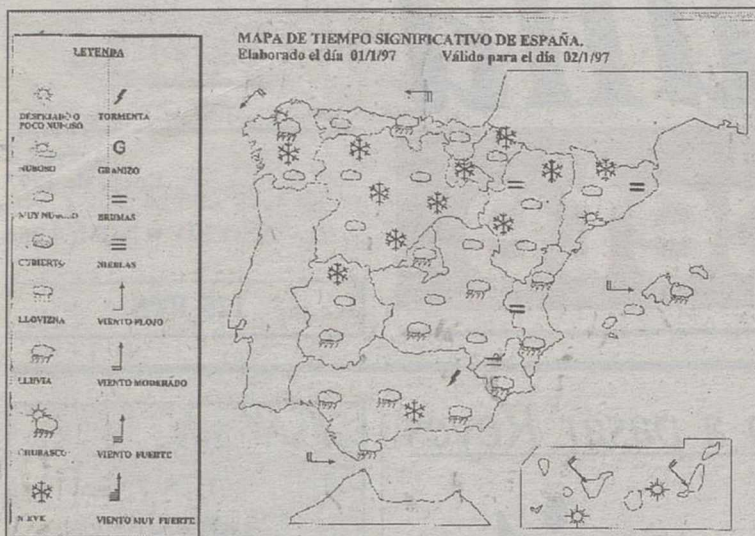 MAPA DE TIEMPO SIGNIFICATIVO DE ESPAÑA.
Elaborado el día 01/1/97 Válido para el día 02/1/97
LEYENDA
DESPEJADO O
POCO NUBOSO
TORMENTA
NUBOSO
G
GRANIZO
MUY
BRUMAS
CUBIERTO
NIEBLAS
LLOVIZNA
VIENTO FLOJO
LLUVIA
VIENTO MODERADO
CHUBASCO
VIENTO FUERTE
VIENTO MUY FUERTE